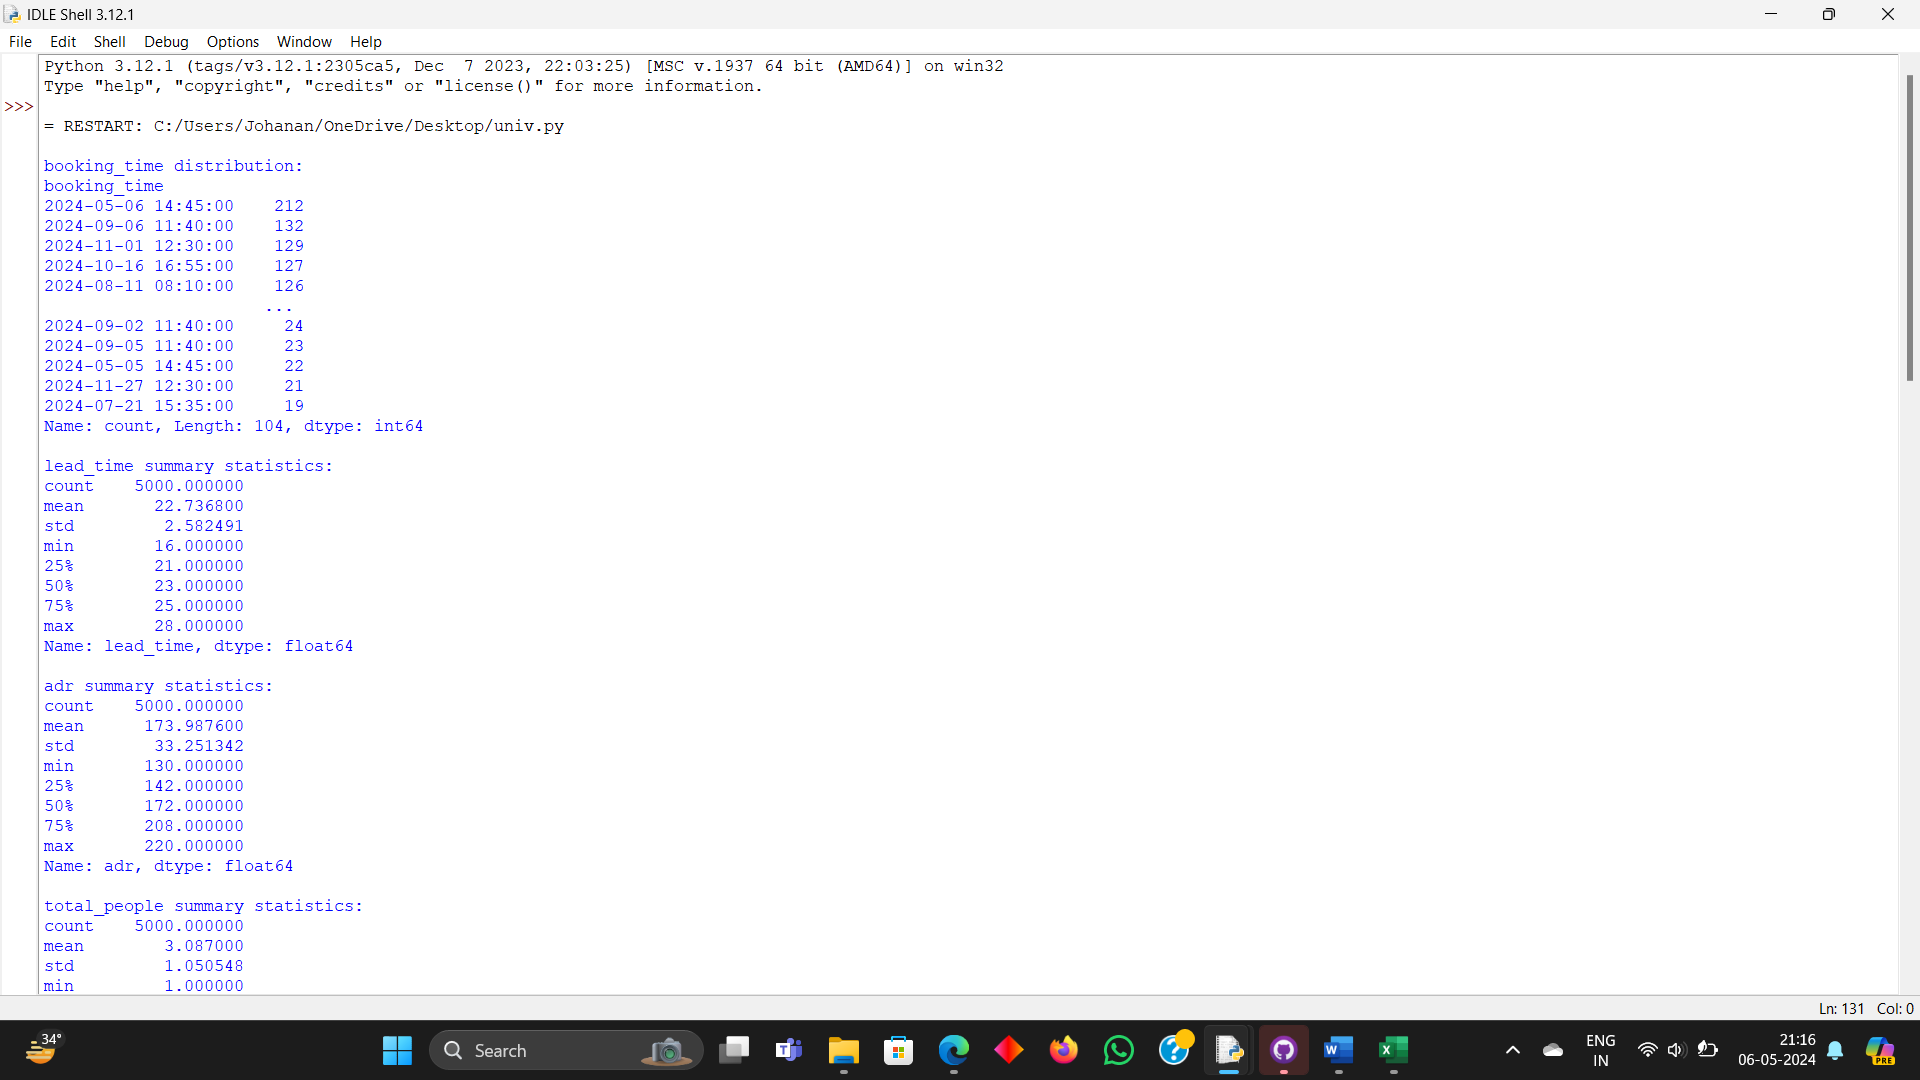 IDLE Shell 3.12.1
File Edit Shell Debug Options Window Help
Python 3.12.1 (tags/v3.12.1:2305ca5, Dec  7 2023, 22:03:25) [MSC v.1937 64 bit (AMD64)] on win32
Type "help", "copyright", "credits" or "license()" for more information.
>>>
= RESTART: C:/Users/Johanan/OneDrive/Desktop/univ.py
booking_time distribution:
booking_time
2024-05-06 14:45:00    212
2024-09-06 11:40:00    132
2024-11-01 12:30:00    129
2024-10-16 16:55:00    127
2024-08-11 08:10:00    126
...
2024-09-02 11:40:00     24
2024-09-05 11:40:00     23
2024-05-05 14:45:00     22
2024-11-27 12:30:00     21
2024-07-21 15:35:00     19
Name: count, Length: 104, dtype: int64
lead_time summary statistics:
count    5000.000000
mean       22.736800
std         2.582491
min        16.000000
25%        21.000000
50%        23.000000
75%        25.000000
max        28.000000
Name: lead_time, dtype: float64
adr summary statistics:
count    5000.000000
mean      173.987600
std        33.251342
min       130.000000
25%       142.000000
50%       172.000000
75%       208.000000
max       220.000000
Name: adr, dtype: float64
total_people summary statistics:
count    5000.000000
mean        3.087000
std         1.050548
min         1.000000
Ln: 131 Col: 0
34°
Search
ENG
IN
21:16
06-05-2024
PRE